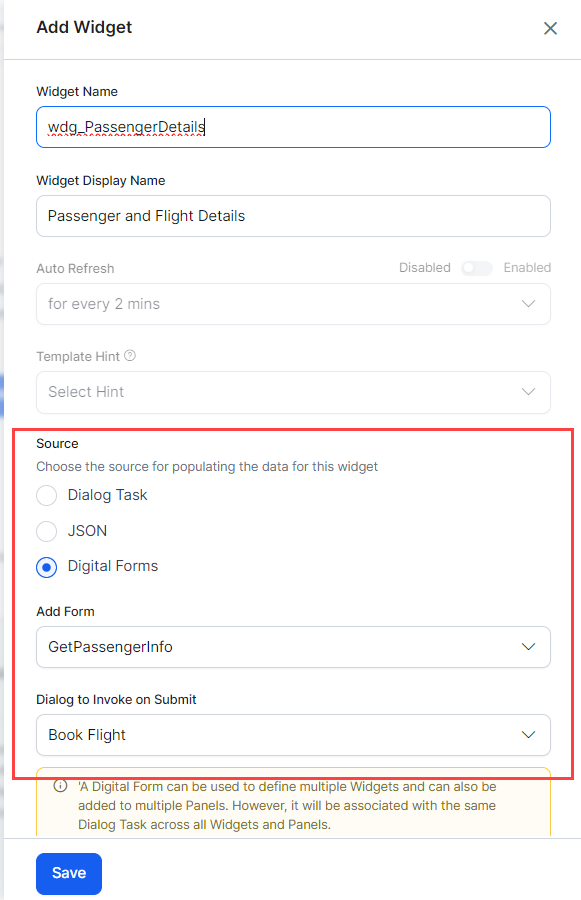 Add Widget
Widget Name
wdg_PassengerDetails
Widget Display Name
Passenger and Flight Details
Auto Refresh
Disabled
Enabled
for every 2 mins
Template Hint
Select Hint
Source
Choose the source for populating the data for this widget
Dialog Task
JSON
Digital Forms
Add Form
GetPassengerInfo
Dialog to Invoke on Submit
Book Flight
'A Digital Form can be used to define multiple Widgets and can also be
added to multiple Panels. However, it will be associated with the same
Dialog Task across all Widgets and Panels.
Save